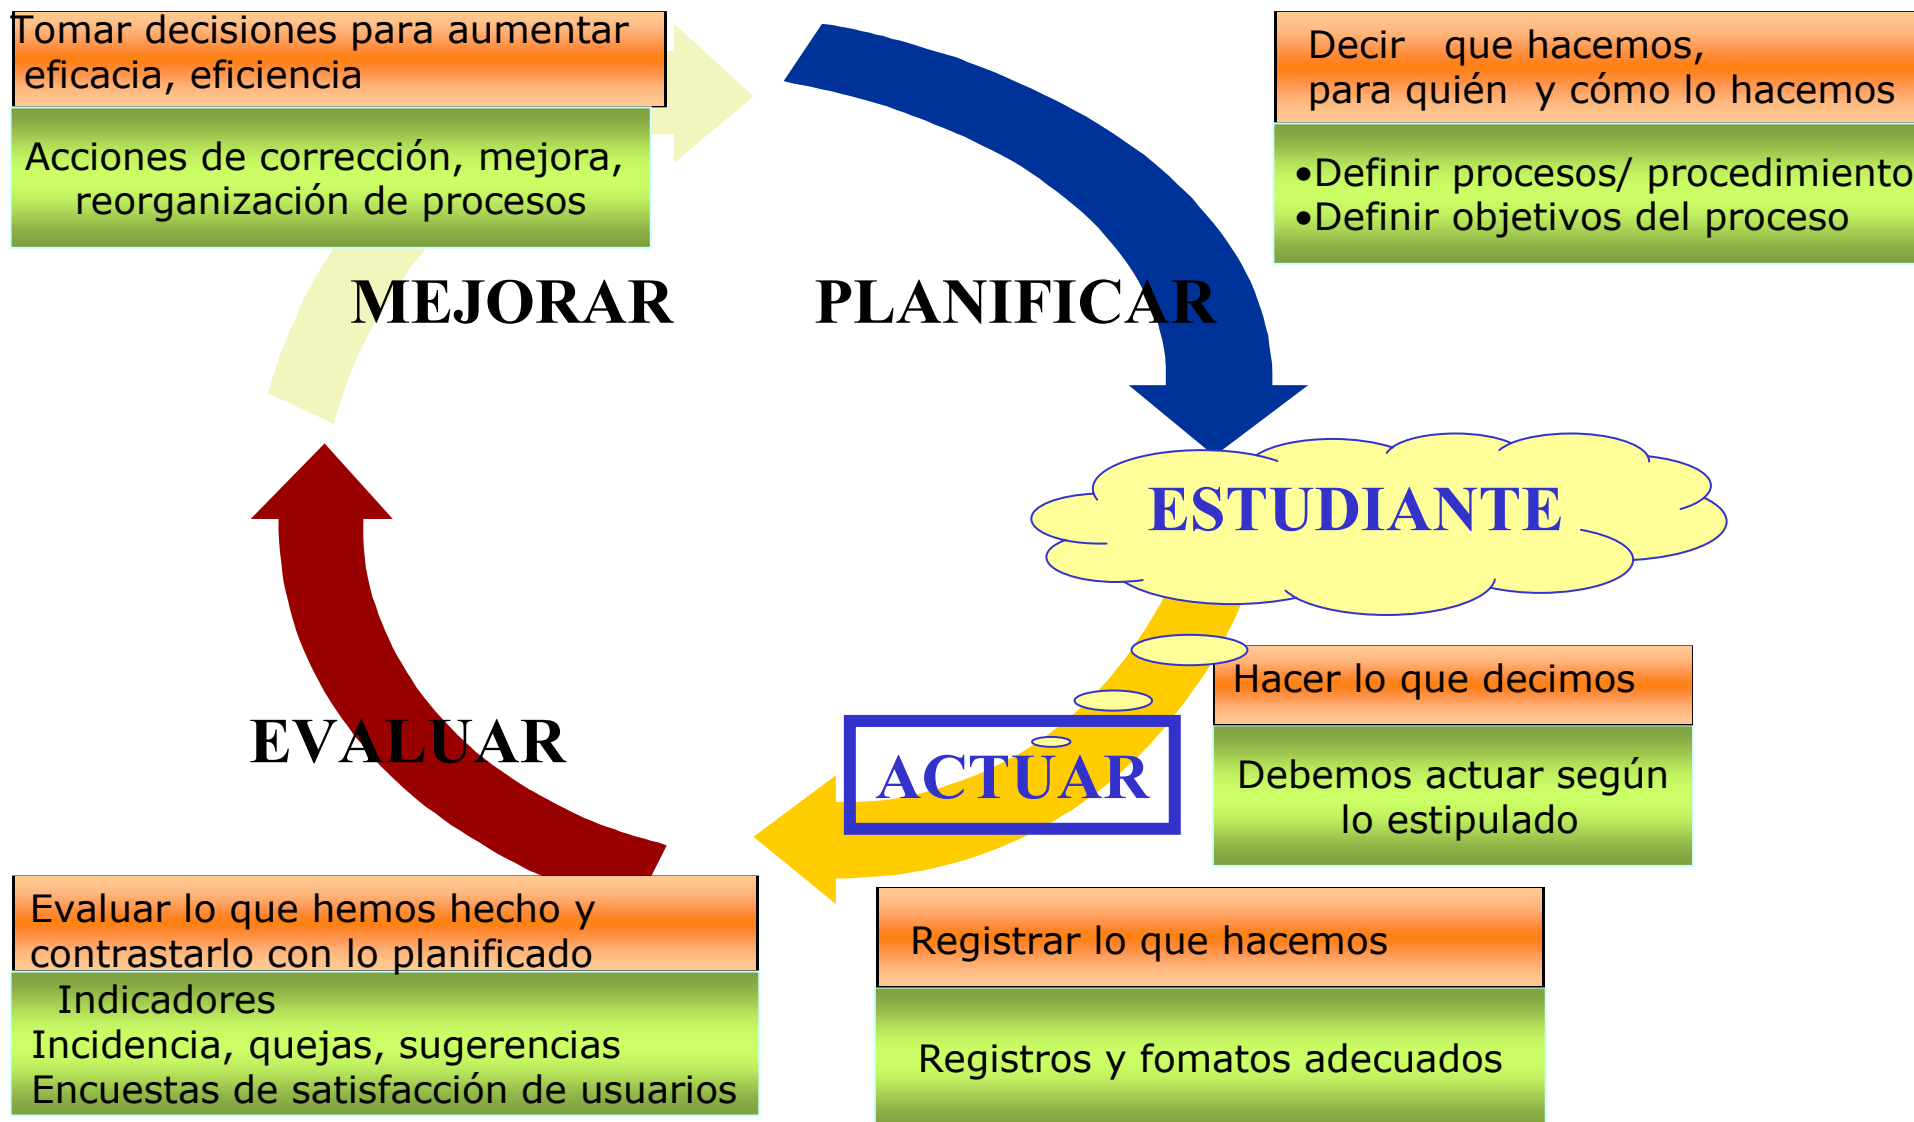 Tomar decisiones para aumentar
eficacia, eficiencia
Acciones de corrección, mejora,
reorganización de procesos
Decir que hacemos,
para quién y cómo lo hacemos
•Definir procesos/ procedimiento
•Definir objetivos del proceso
MEJORAR
PLANIFICAR
ESTUDIANTE
Hacer lo que decimos
Debemos actuar según
lo estipulado
EVALUAR
ACTUAR
Evaluar lo que hemos hecho y
contrastarlo con lo planificado
Indicadores
Incidencia, quejas, sugerencias
Encuestas de satisfacción de usuarios
Registrar lo que hacemos
Registros y fomatos adecuados